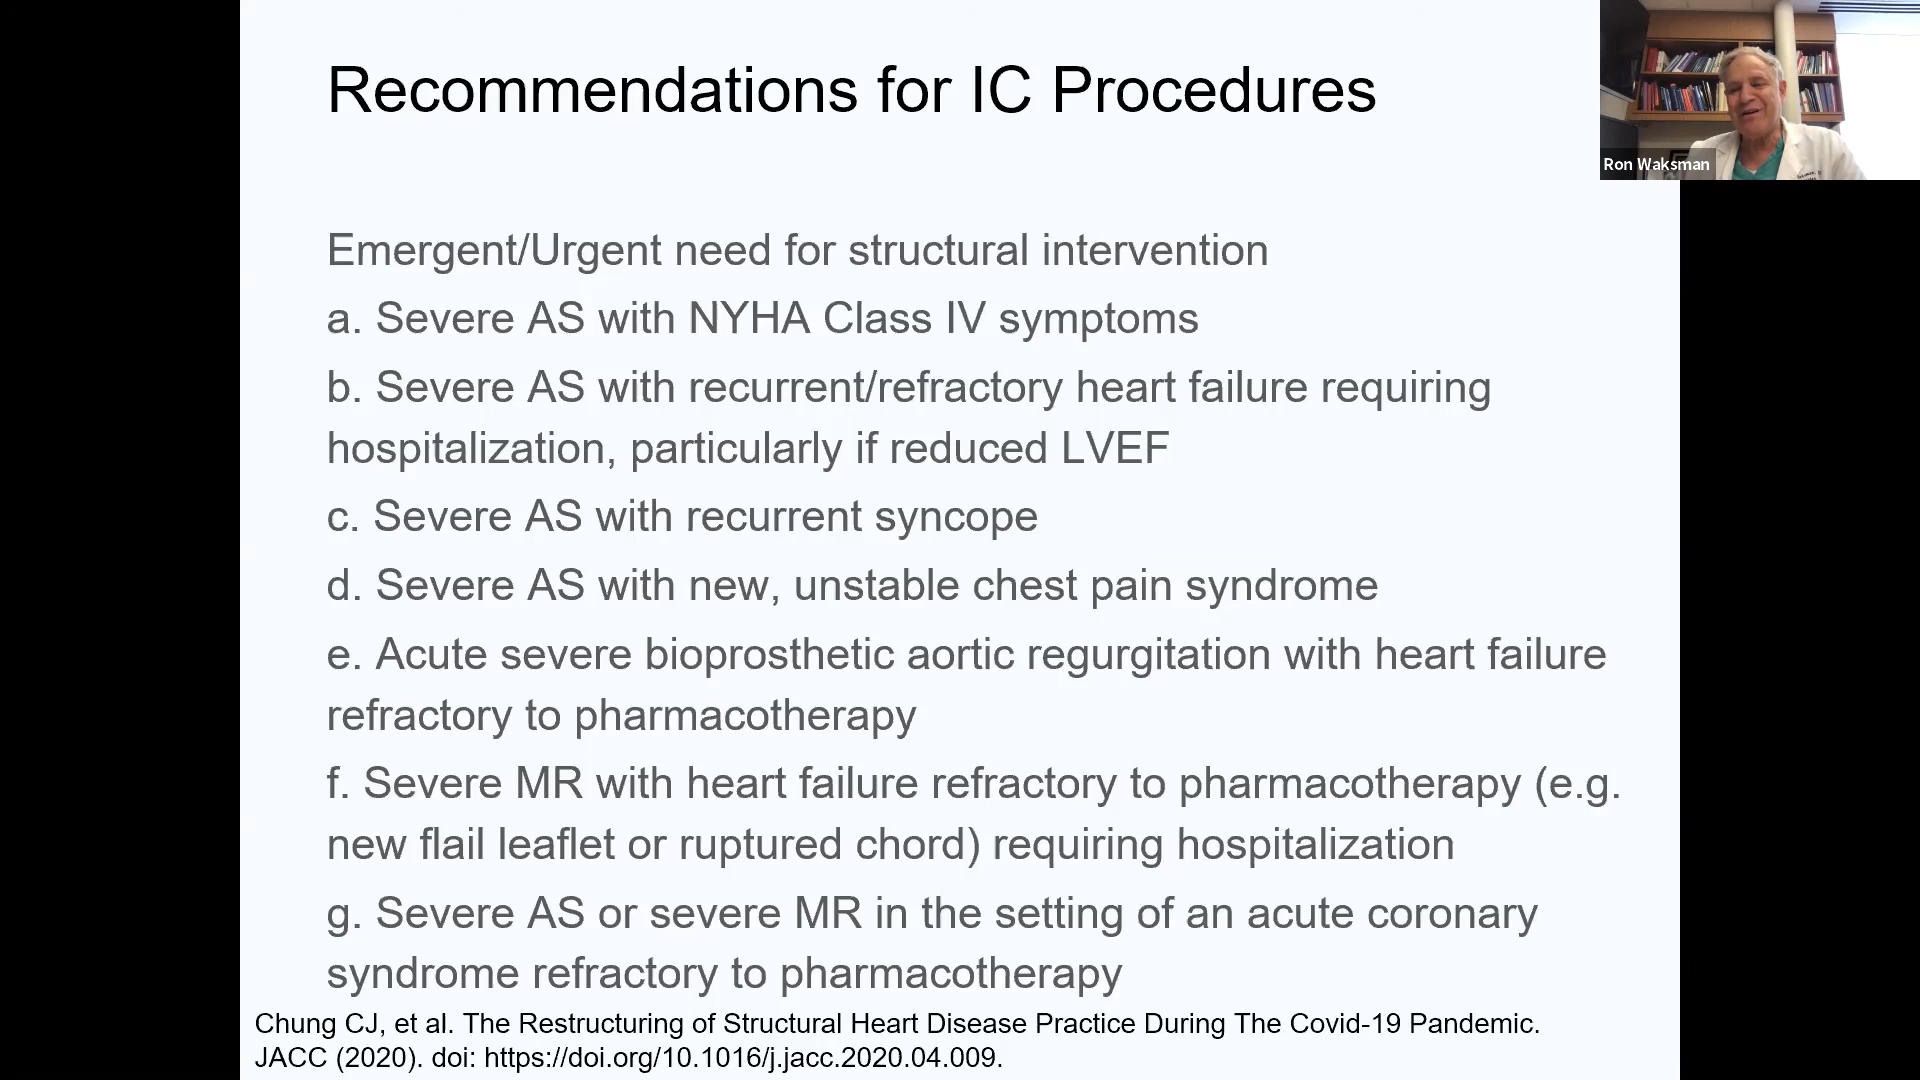 Recommendations for IC Procedures
Ron Waksman
Emergent/Urgent need for structural intervention
a. Severe AS with NYHA Class IV symptoms
b. Severe AS with recurrent/refractory heart failure requiring
hospitalization, particularly if reduced LVEF
c. Severe AS with recurrent syncope
d. Severe AS with new, unstable chest pain syndrome
e. Acute severe bioprosthetic aortic regurgitation with heart failure
refractory to pharmacotherapy
f. Severe MR with heart failure refractory to pharmacotherapy (e.g.
new flail leaflet or ruptured chord) requiring hospitalization
g. Severe AS or severe MR in the setting of an acute coronary
syndrome refractory to pharmacotherapy
Chung CJ, et al. The Restructuring of Structural Heart Disease Practice During The Covid-19 Pandemic.
JACC (2020). doi: https://doi.org/10.1016/j.jacc.2020.04.009.